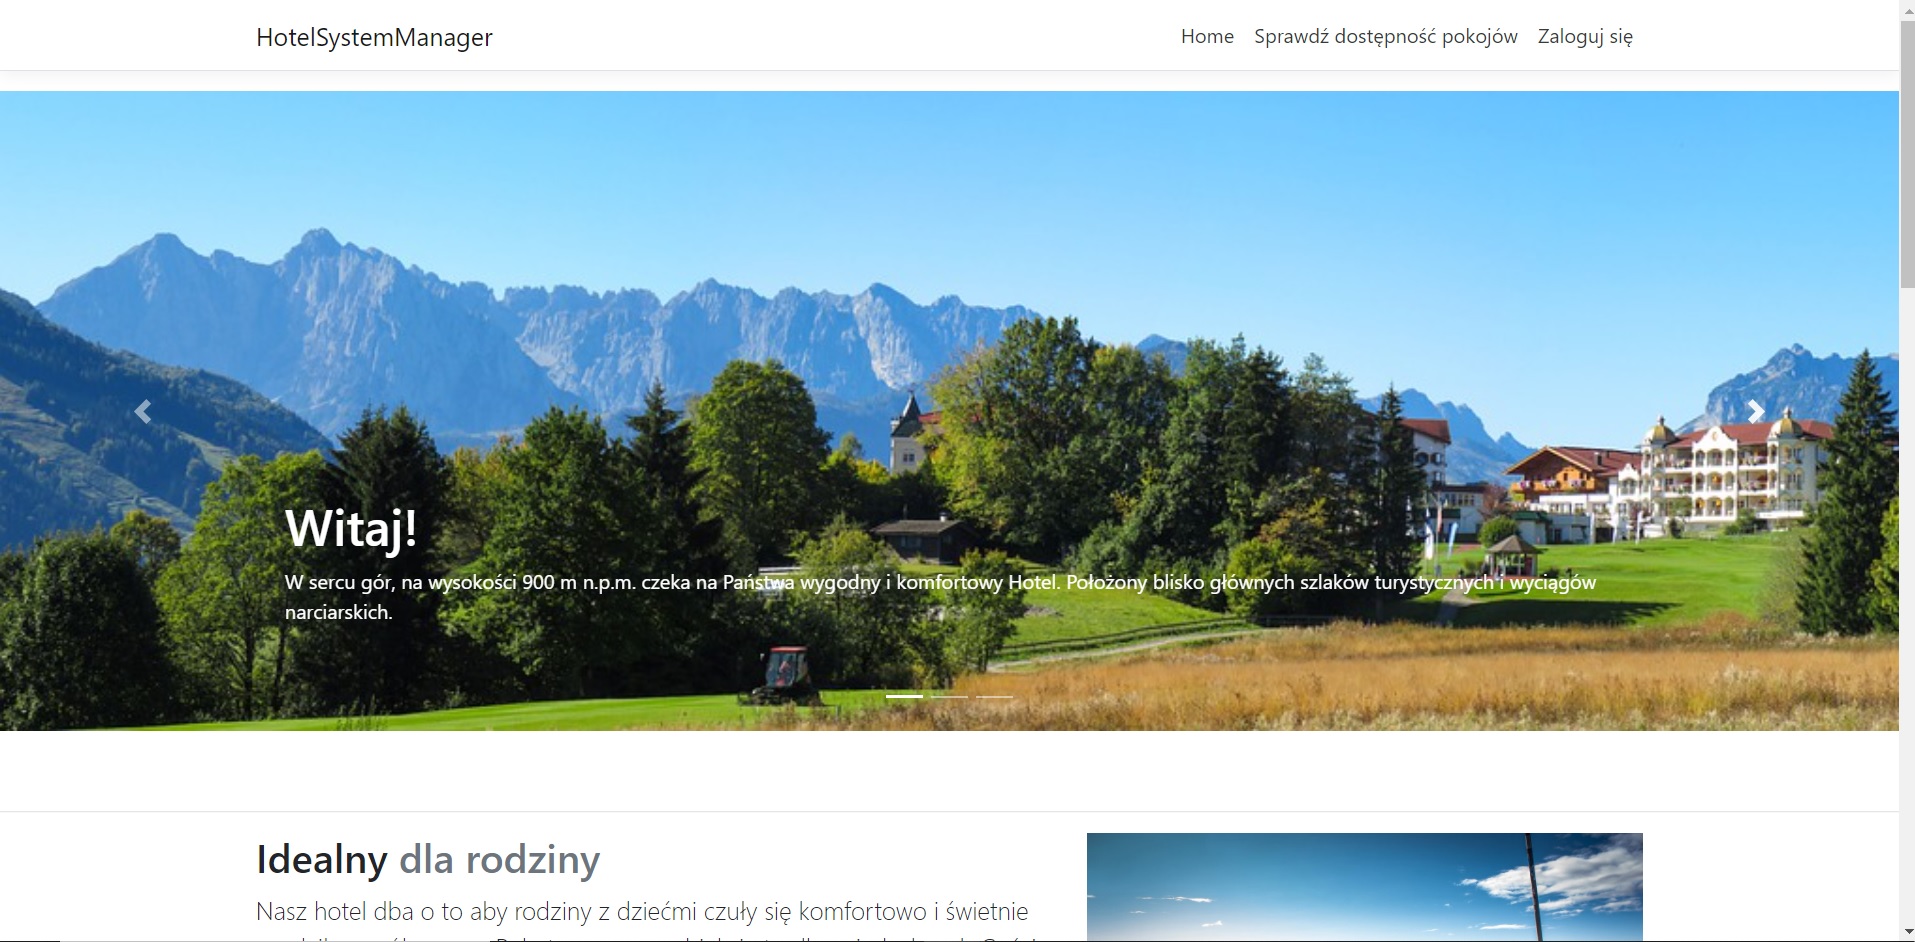 HotelSystemManager
Home Sprawdź dostępność pokojów Zaloguj się
Witaj!
W sercu gór, na wysokości 900 m n.p.m. czeka na Państwa wygodny i komfortowy Hotel. Położony blisko głównych szlaków turystycznych i wyciągów
narciarskich.
Idealny dla rodziny
Nasz hotel dba o to aby rodziny z dziećmi czuły się komfortowo i świetnie